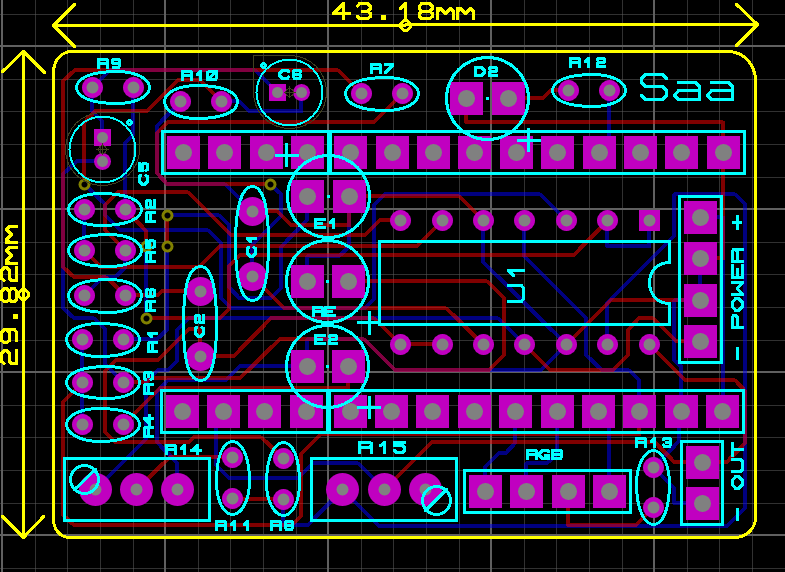 43.18mm
29.82mm
R9
R10
C6
R7
D2
R12
Saa
C5
R2
E1
C1
+
POWER
-
R5
U1
R6
RE
C2
E2
R1
R3
R4
R14
R15
RGB
R13
OUT
-
R11
R8